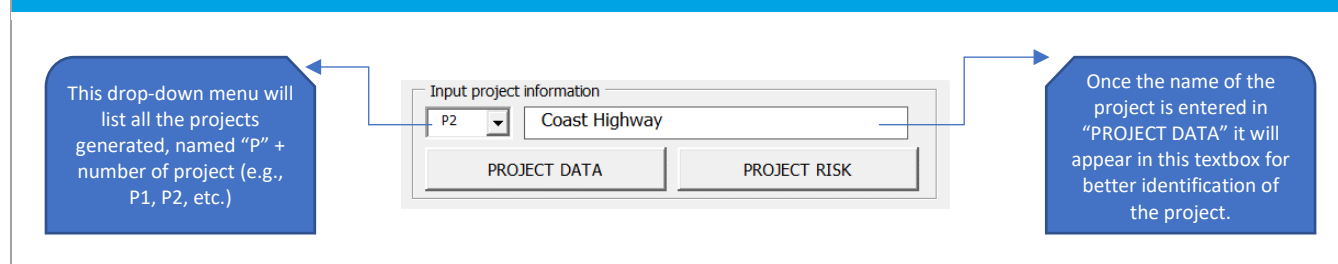 This drop-down menu will
list all the projects
generated, named “P” +
number of project (e.g.,
P1, P2, etc.)
Input project information
P2
Coast Highway
PROJECT DATA
PROJECT RISK
Once the name of the
project is entered in
“PROJECT DATA” it will
appear in this textbox for
better identification of
the project.